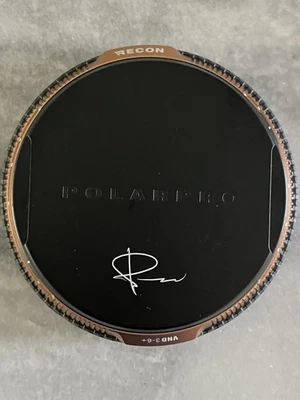 RECON
POLARPRO
VND 3-6+